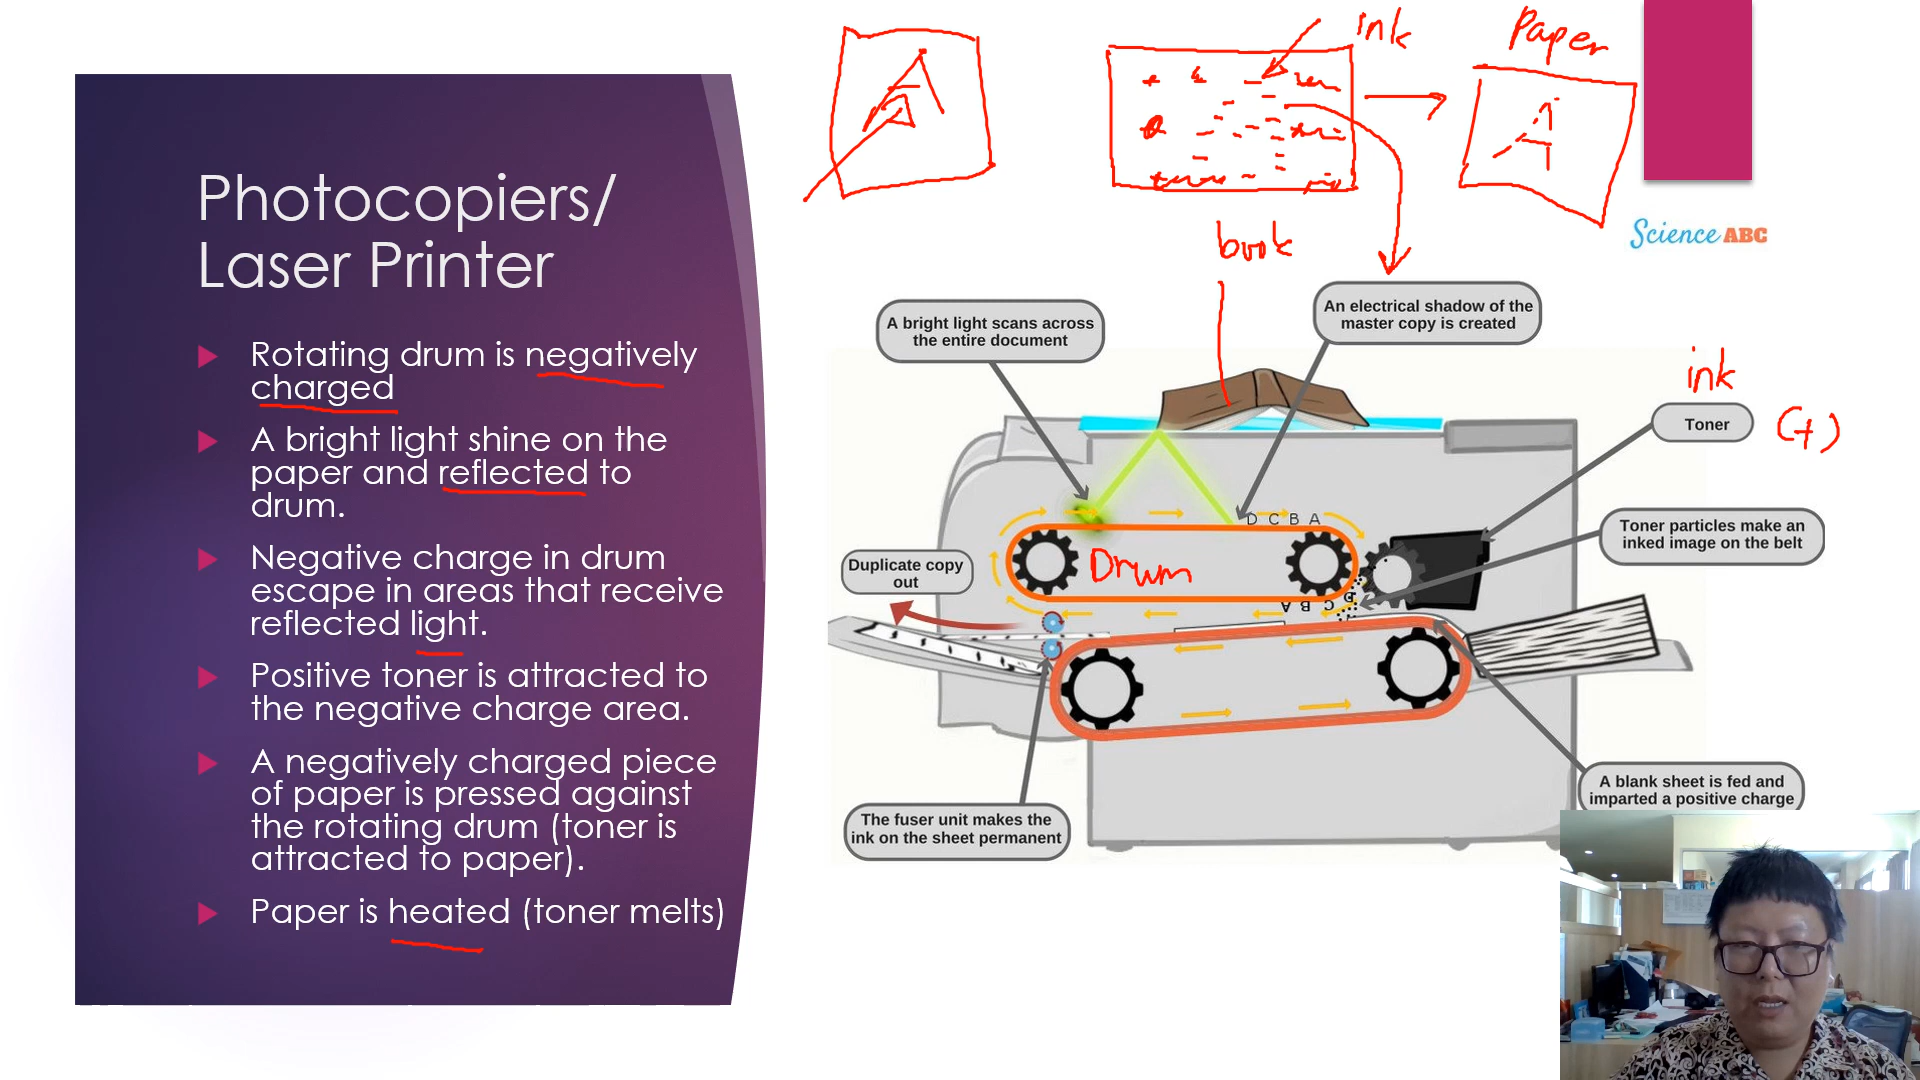 Photocopiers/
Laser Printer
Rotating drum is negatively
charged
A bright light shine on the
paper and reflected to
drum.
Negative charge in drum
escape in areas that receive
reflected light.
Positive toner is attracted to
the negative charge area.
A negatively charged piece
of paper is pressed against
the rotating drum (toner is
attracted to paper).
Paper is heated (toner melts)
A
ink
Paper
A
Science ABC
book
A bright light scans across
the entire document
An electrical shadow of the
master copy is created
ink
Toner
(+)
D C B A
Toner particles make an
inked image on the belt
Drum
Duplicate copy
out
D C B A
A blank sheet is fed and
imparted a positive charge
The fuser unit makes the
ink on the sheet permanent